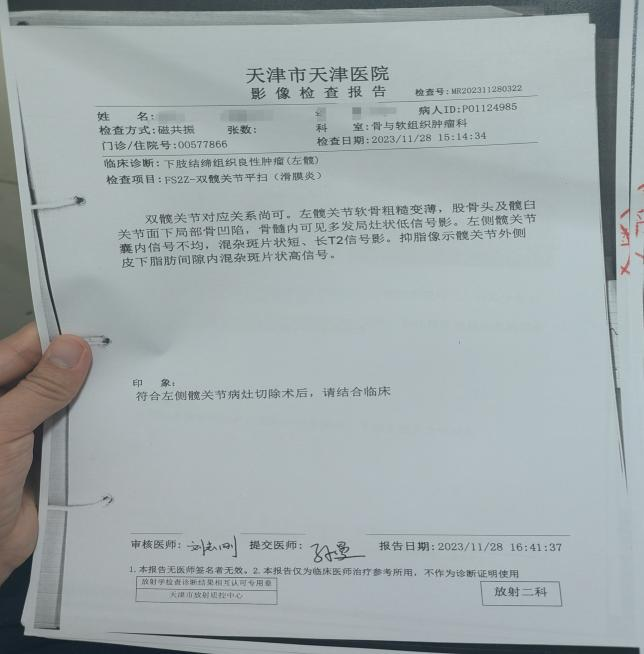 天津市天津医院
影像检查报告
检查号:MR202311280322
姓 名:
病人ID:P01124985
检查方式:磁共振 张数: 科 室:骨与软组织肿瘤科
门诊/住院号:00577866 检查日期:2023/11/28 15:14:34
临床诊断:下肢结缔组织良性肿瘤(左髋)
检查项目:FS2Z-双髋关节平扫(滑膜炎)
双髋关节对应关系尚可。左髋关节软骨粗糙变薄,股骨头及髋臼
关节面下局部骨凹陷,骨髓内可见多发局灶状低信号影。左侧髋关节
囊内信号不均,混杂斑片状短、长T2信号影。抑脂像示髋关节外侧
皮下脂肪间隙内混杂斑片状高信号。
印 象:
符合左侧髋关节病灶切除术后,请结合临床
审核医师: 提交医师: 报告日期:2023/11/28 16:41:37
1.本报告无医师签名者无效。2.本报告仅为临床医师治疗参考所用,不作为诊断证明使用
放射学检查诊断结果相互认可专用章
天津市放射质控中心
放射二科